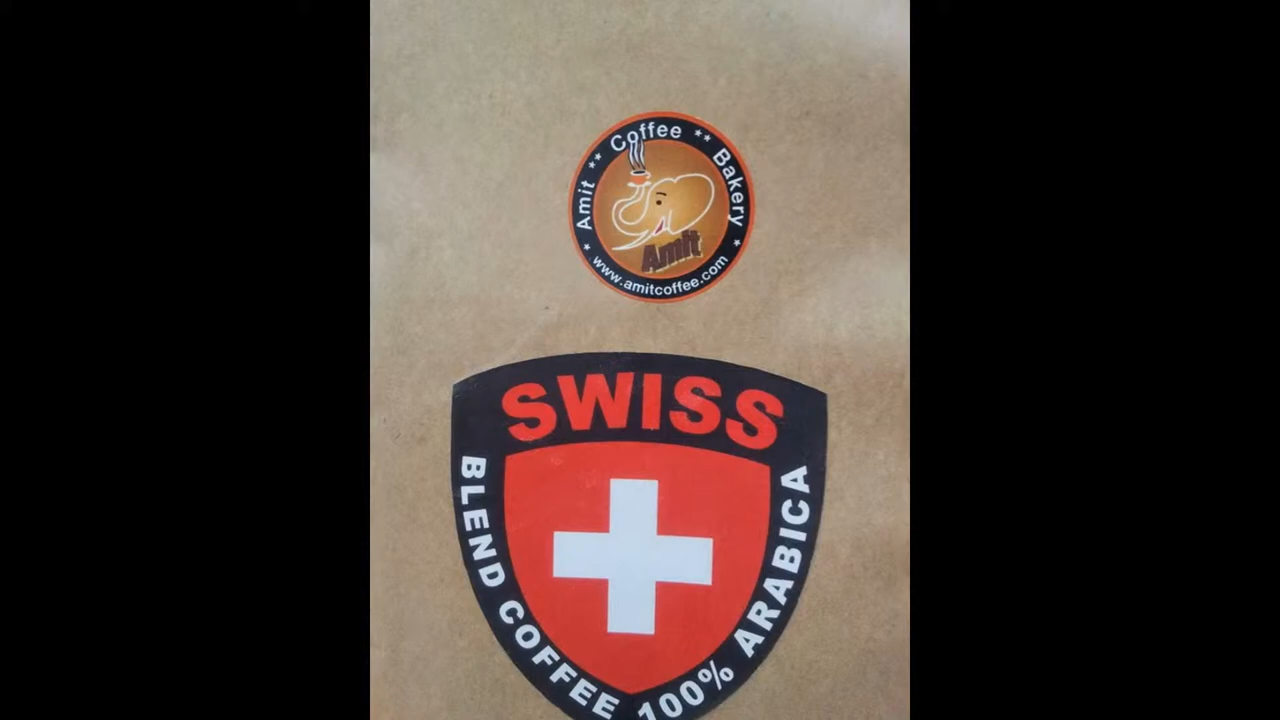 Amit ** Coffee ** Bakery
Amit
* www.amitcoffee.com *
SWISS
BLEND COFFEE 100% ARABICA